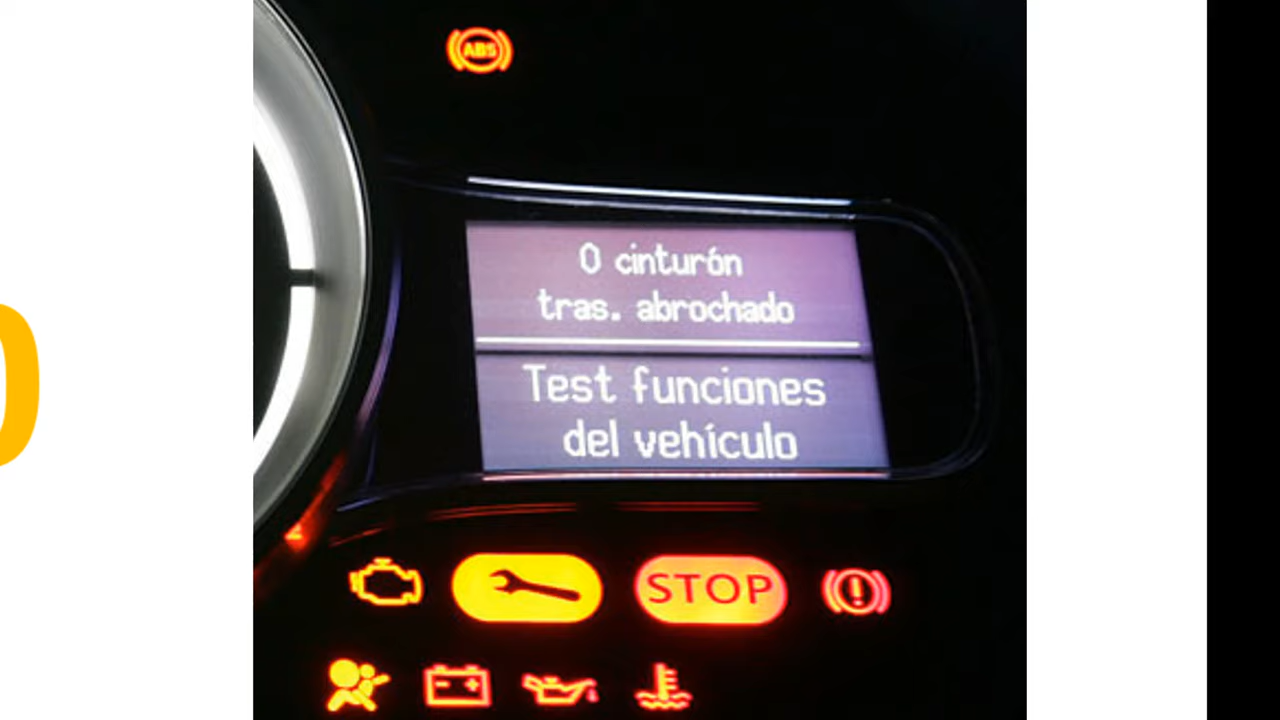 ABS
0 cinturón
tras. abrochado
Test funciones
del vehículo
STOP